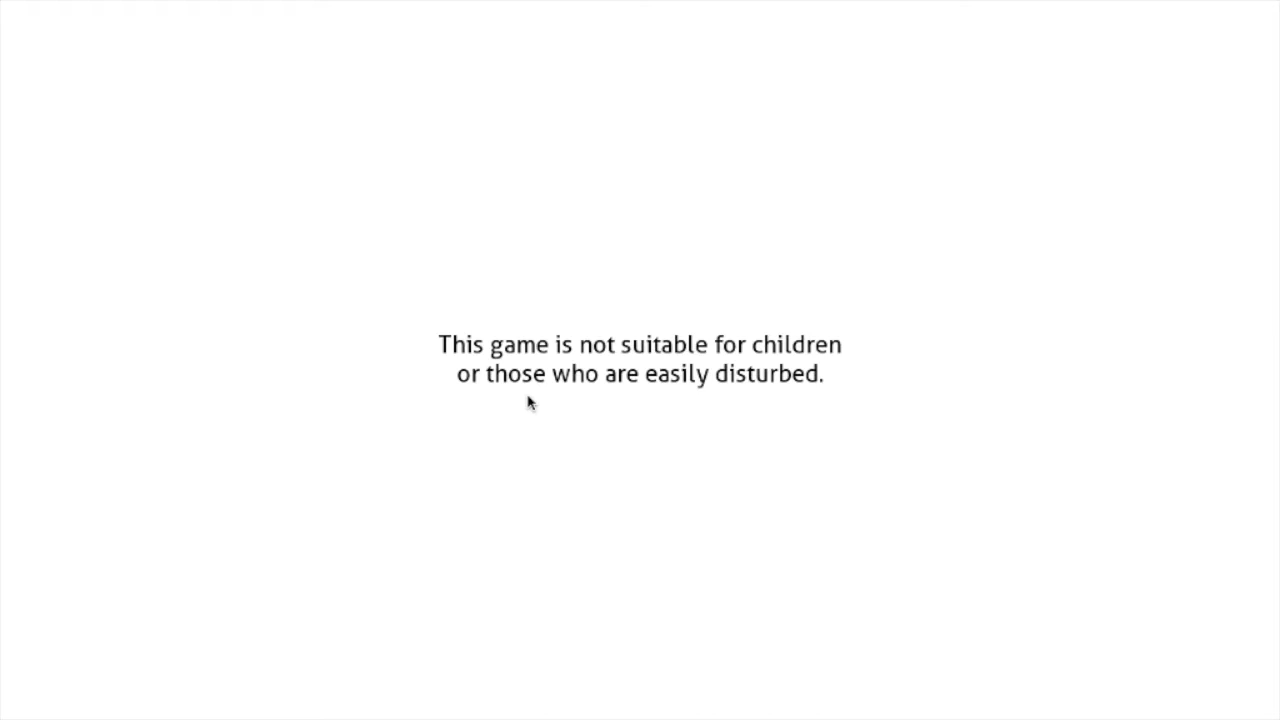 This game is not suitable for children
or those who are easily disturbed.